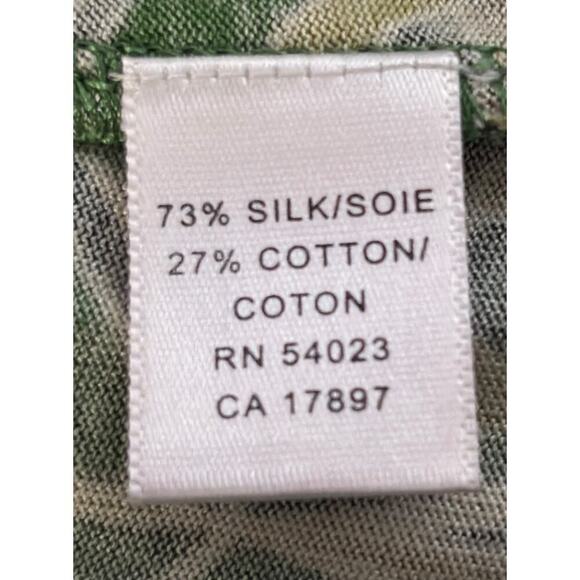 73% SILK/SOIE
27% COTTON/
COTON
RN 54023
CA 17897